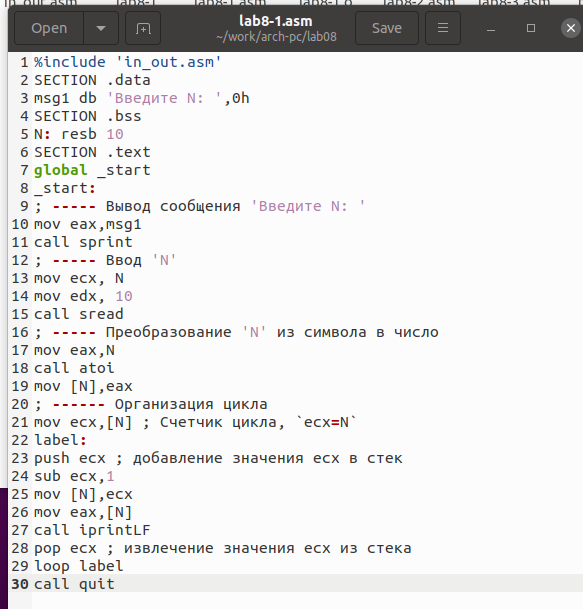 Open
lab8-1.asm
~/work/arch-pc/lab08
Save
1 %include 'in_out.asm'
2 SECTION .data
3 msg1 db 'Введите N: ',0h
4 SECTION .bss
5 N: resb 10
6 SECTION .text
7 global _start
8 _start:
9 ; ----- Вывод сообщения 'Введите N: '
10 mov eax,msg1
11 call sprint
12 ; ----- Ввод 'N'
13 mov ecx, N
14 mov edx, 10
15 call sread
16 ; ----- Преобразование 'N' из символа в число
17 mov eax,N
18 call atoi
19 mov [N],eax
20 ; ------ Организация цикла
21 mov ecx,[N] ; Счетчик цикла, `ecx=N`
22 label:
23 push ecx ; добавление значения ecx в стек
24 sub ecx,1
25 mov [N],ecx
26 mov eax,[N]
27 call iprintLF
28 pop ecx ; извлечение значения ecx из стека
29 loop label
30 call quit